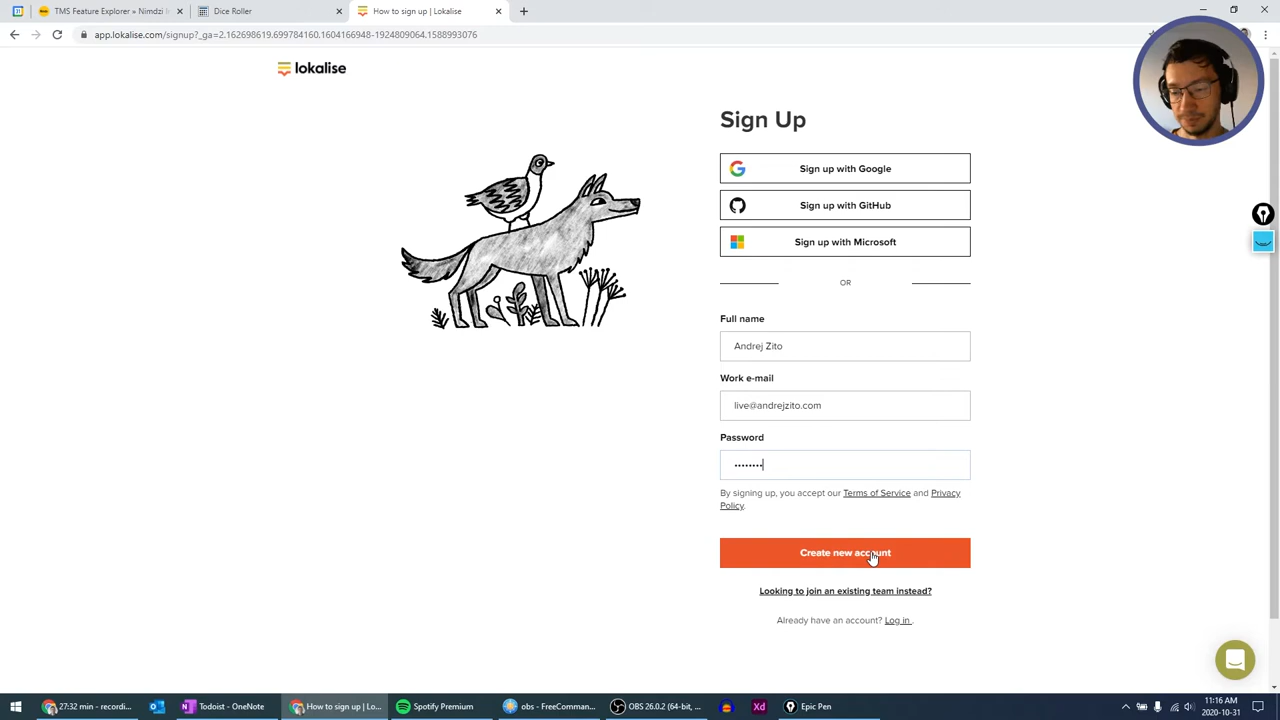 TMS Feature Explorer » Nimdzi I
Dice Roller
How to sign up | Lokalise
app.lokalise.com/signup?_ga=2.162698619.699784160.1604166948-1924809064.1588993076
lokalise
Sign Up
Sign up with Google
Sign up with GitHub
Sign up with Microsoft
OR
Full name
Andrej Zito
Work e-mail
live@andrejzito.com
Password
••••••••
By signing up, you accept our Terms of Service and Privacy
Policy.
Create new account
Looking to join an existing team instead?
Already have an account? Log in .
27:32 min - recordi...
Todoist - OneNote
How to sign up | Lo...
Spotify Premium
obs - FreeComman...
OBS 26.0.2 (64-bit, ...
Xd
Epic Pen
11:16 AM
2020-10-31